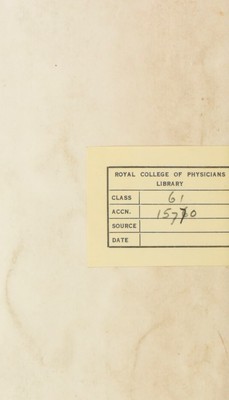 ROYAL COLLEGE OF PHYSICIANS
LIBRARY
CLASS 61
ACCN.
SOURCE
DATE